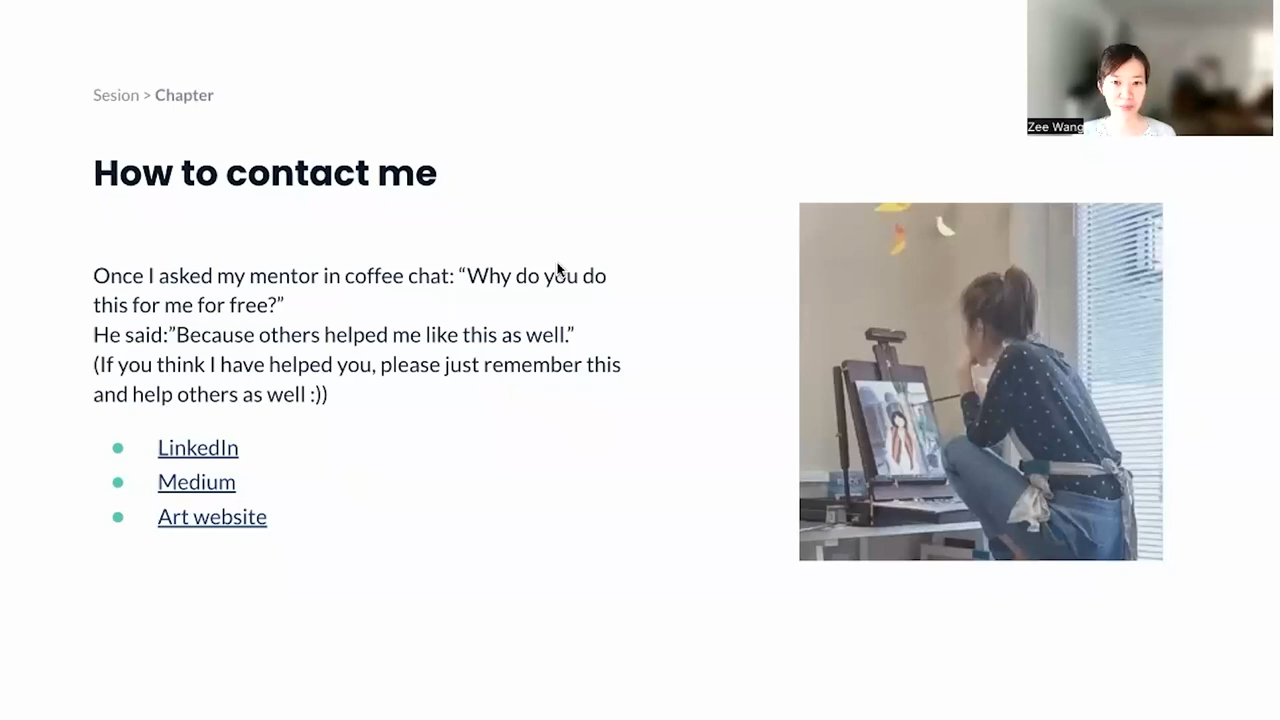 Zee Wang
Sesion > Chapter
How to contact me
Once I asked my mentor in coffee chat: “Why do you do
this for me for free?”
He said:”Because others helped me like this as well.”
(If you think I have helped you, please just remember this
and help others as well :))
LinkedIn
Medium
Art website